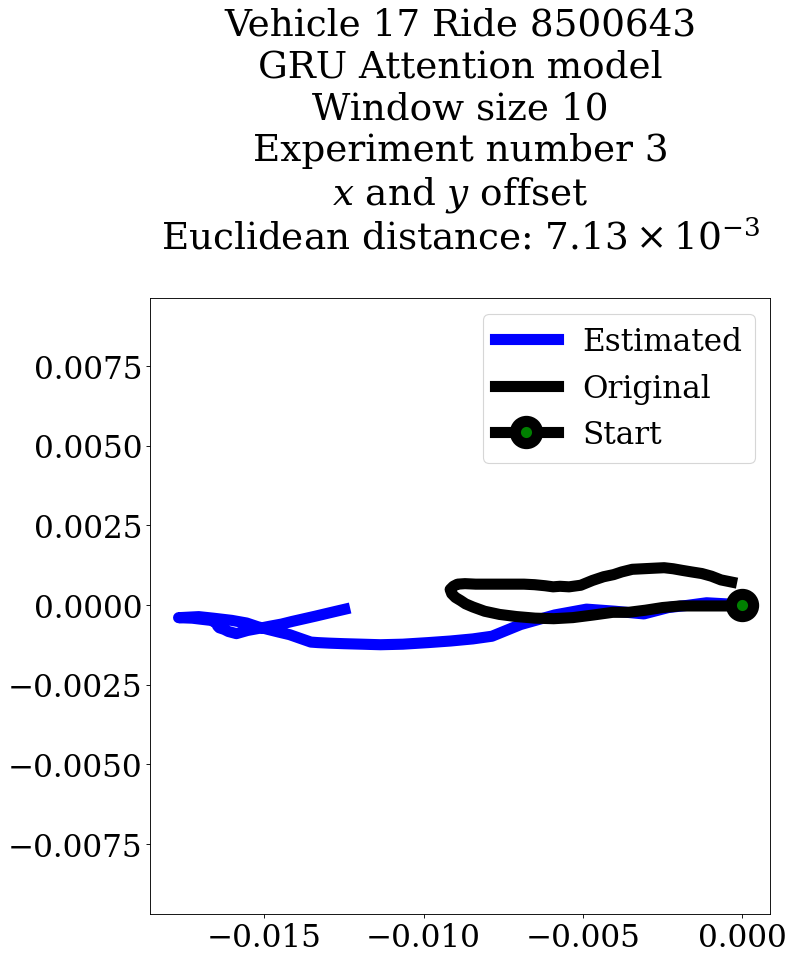 Vehicle 17 Ride 8500643
GRU Attention model
Window size 10
Experiment number 3
x and y offset
Euclidean distance: 7.13 × 10⁻³
Estimated
Original
Start
0.0075
0.0050
0.0025
0.0000
−0.0025
−0.0050
−0.0075
−0.015
−0.010
−0.005
0.000